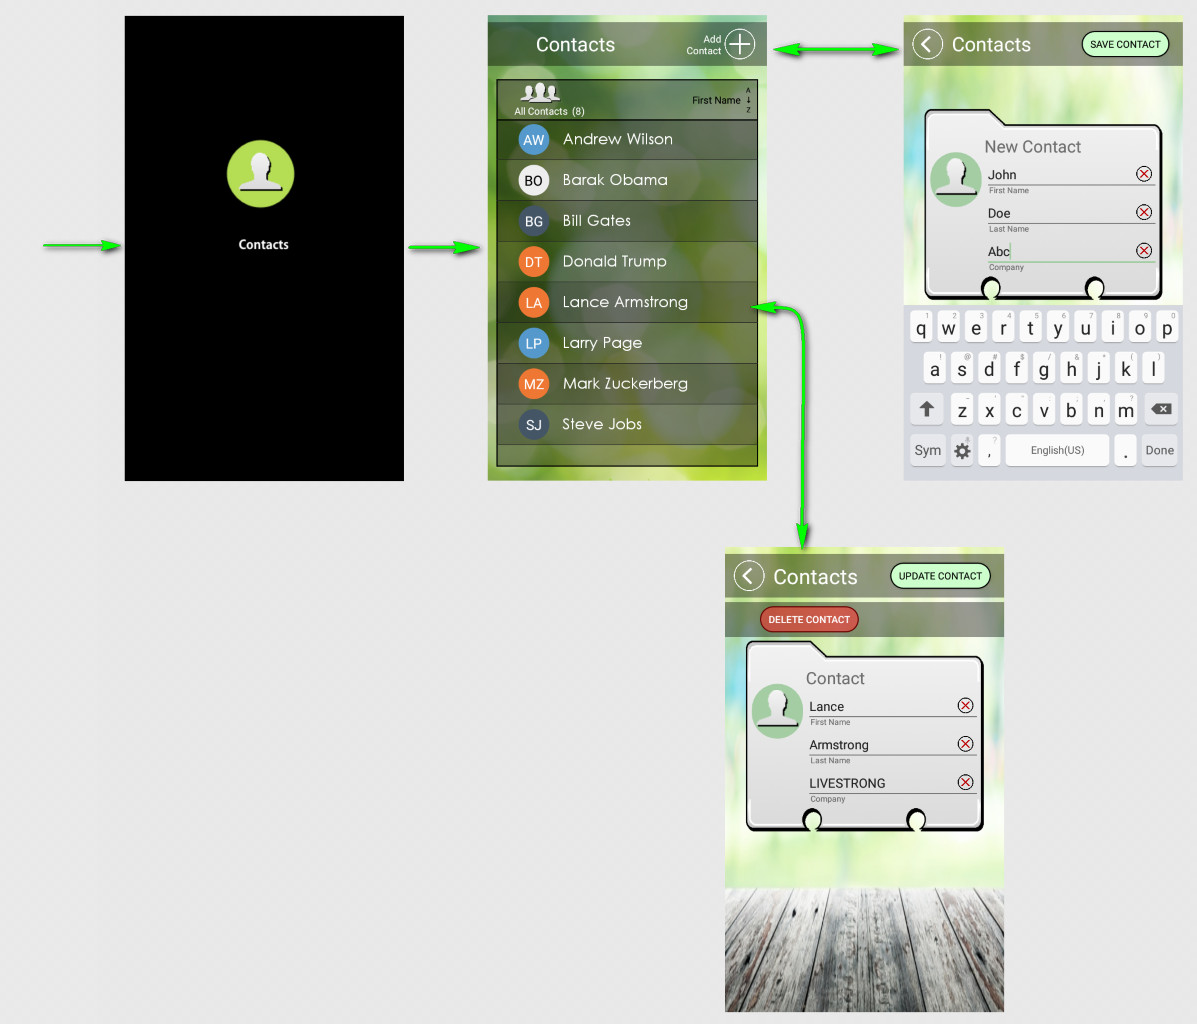 Contacts
Contacts
Add
Contact
All Contacts (8)
First Name
A
Z
AW Andrew Wilson
BO Barak Obama
BG Bill Gates
DT Donald Trump
LA Lance Armstrong
LP Larry Page
MZ Mark Zuckerberg
SJ Steve Jobs
Contacts
SAVE CONTACT
New Contact
John
First Name
Doe
Last Name
Abc
Company
1 2 3 4 5 6 7 8 9 0
q w e r t y u i o p
! @ # $ / & * ( )
a s d f g h j k l
- ' " : ; , ?
z x c v b n m
Sym , ? English(US) . Done
Contacts
UPDATE CONTACT
DELETE CONTACT
Contact
Lance
First Name
Armstrong
Last Name
LIVESTRONG
Company